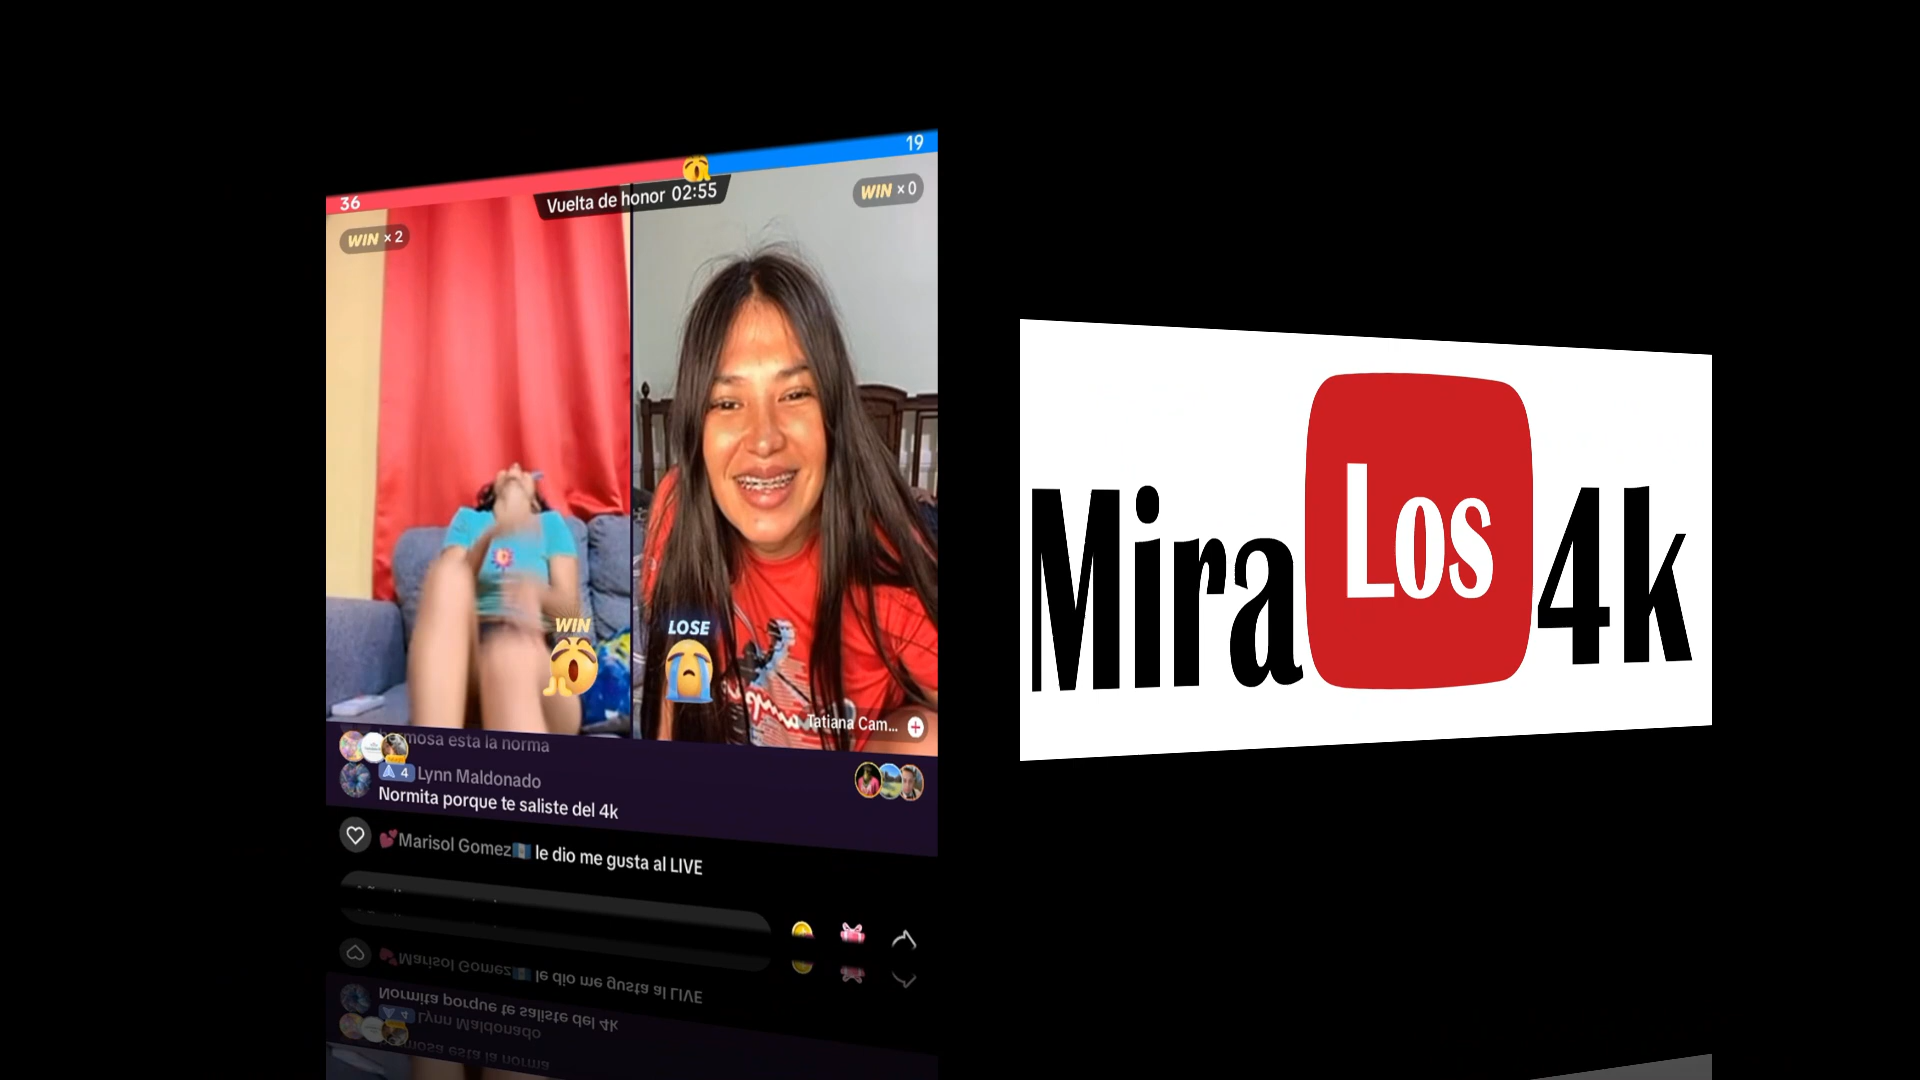 36
19
Vuelta de honor 02:55
WIN × 2
WIN × 0
WIN
LOSE
Tatiana Cam...
hermosa esta la norma
4 Lynn Maldonado
Normita porque te saliste del 4k
💕Marisol Gomez🇬🇹 le dio me gusta al LIVE
Mira Los 4k